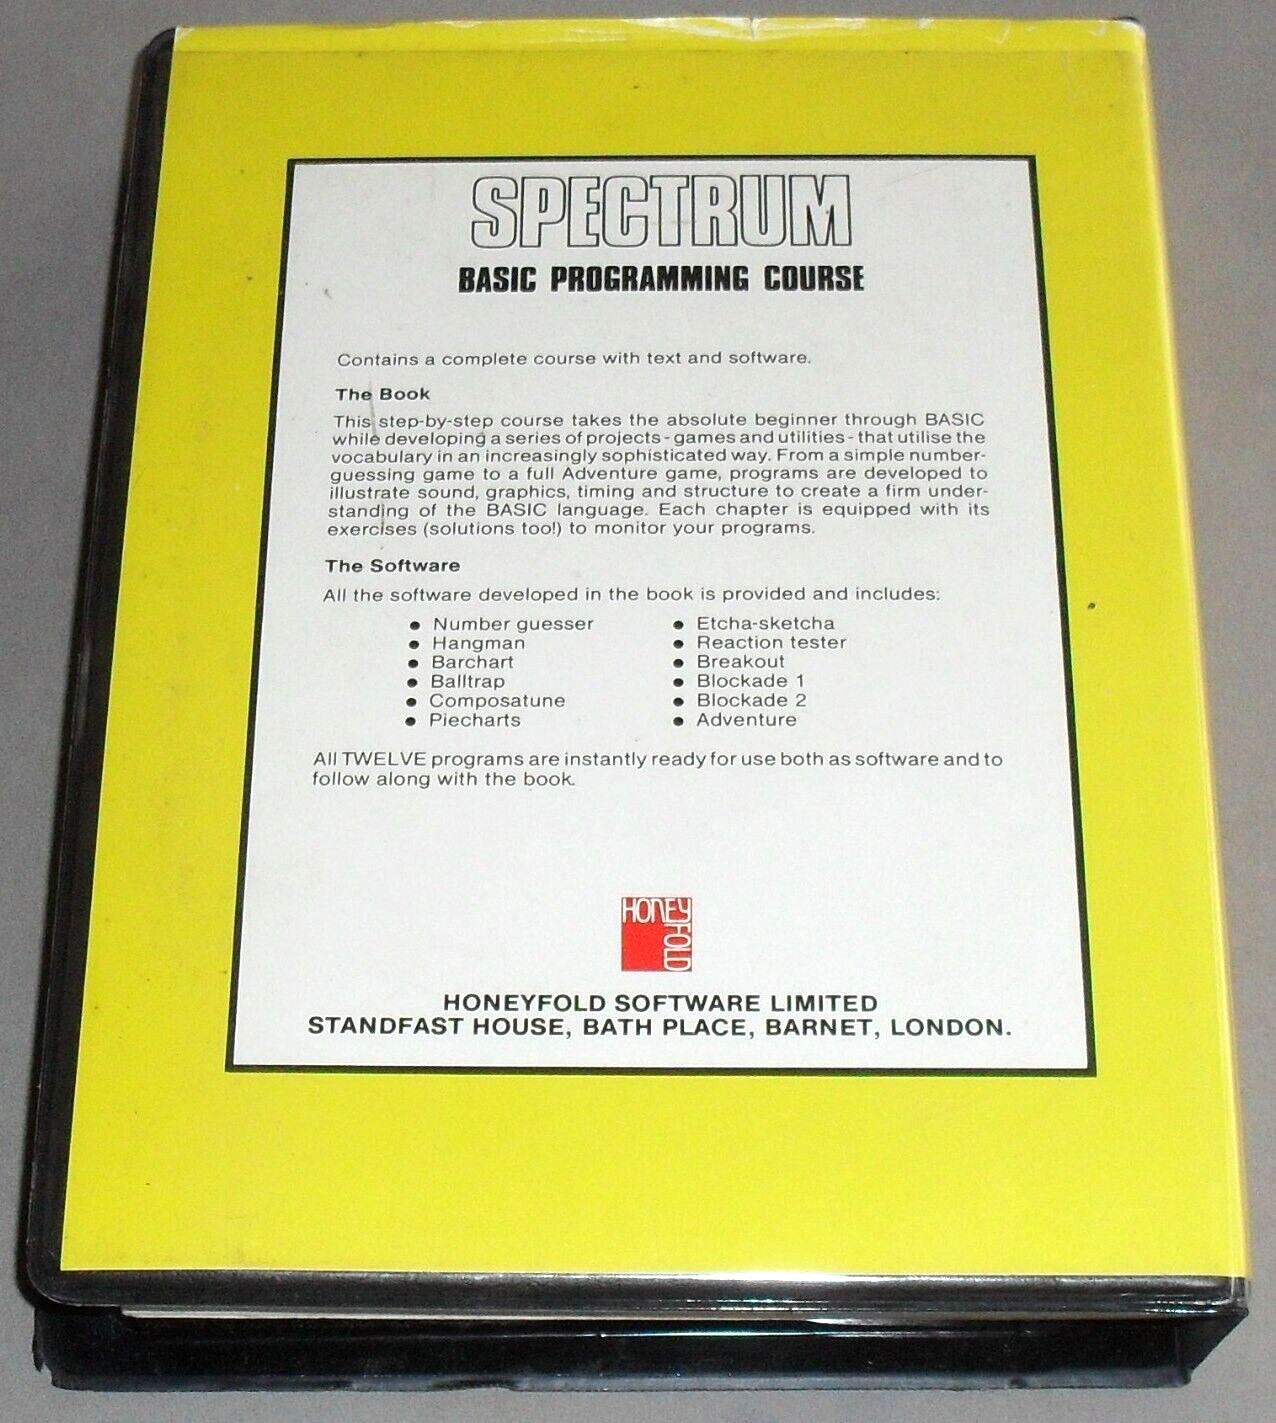 SPECTRUM
BASIC PROGRAMMING COURSE
Contains a complete course with text and software.
The Book
This step-by-step course takes the absolute beginner through BASIC
while developing a series of projects - games and utilities - that utilise the
vocabulary in an increasingly sophisticated way. From a simple number-
guessing game to a full Adventure game, programs are developed to
illustrate sound, graphics, timing and structure to create a firm under-
standing of the BASIC language. Each chapter is equipped with its
exercises (solutions too!) to monitor your programs.
The Software
All the software developed in the book is provided and includes:
• Number guesser
• Hangman
• Barchart
• Balltrap
• Composatune
• Piecharts
• Etcha-sketcha
• Reaction tester
• Breakout
• Blockade 1
• Blockade 2
• Adventure
All TWELVE programs are instantly ready for use both as software and to
follow along with the book.
HONEY
FOLD
HONEYFOLD SOFTWARE LIMITED
STANDFAST HOUSE, BATH PLACE, BARNET, LONDON.